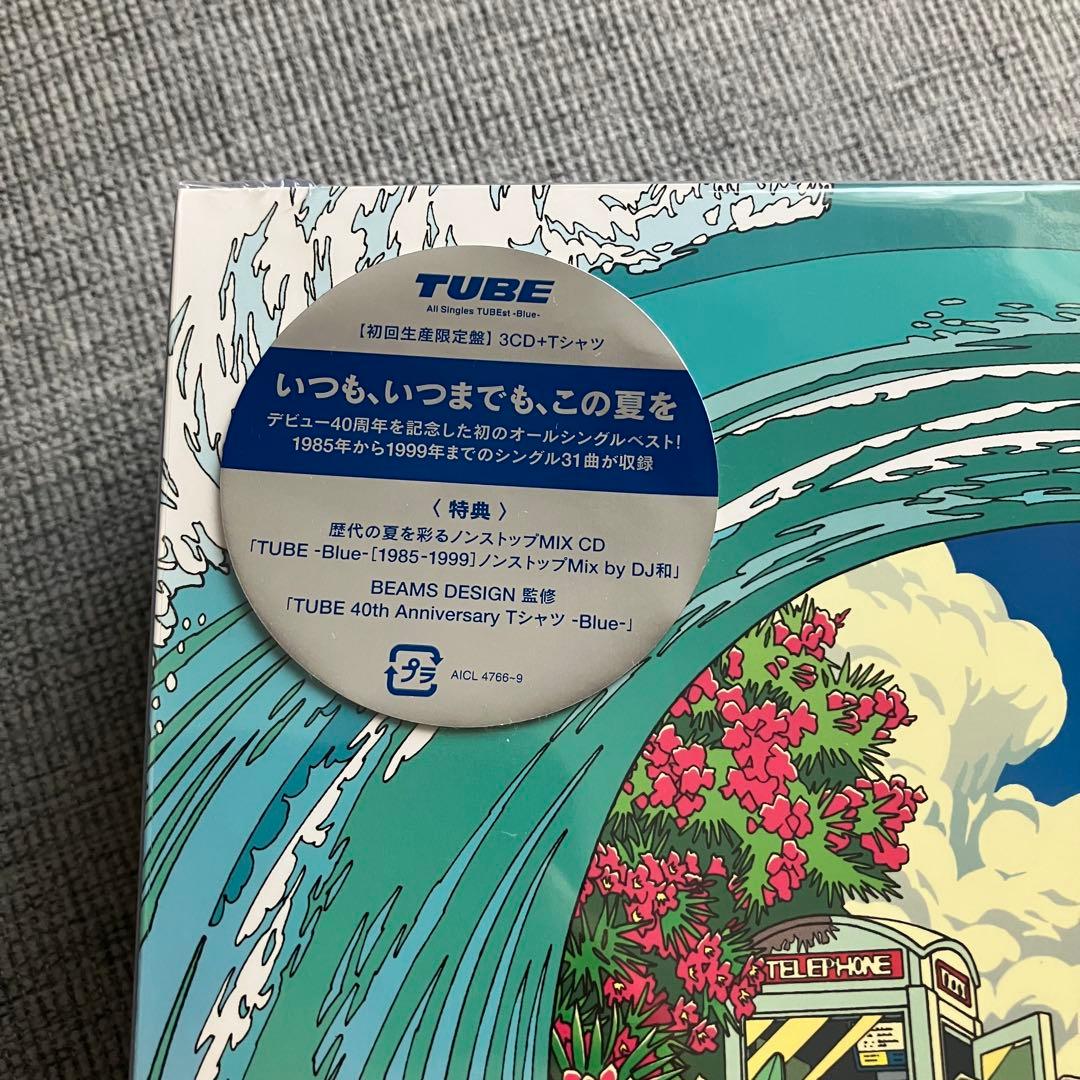 TUBE
All Singles TUBEst -Blue-
【初回生産限定盤】3CD+Tシャツ
いつも、いつまでも、この夏を
デビュー40周年を記念した初のオールシングルベスト!
1985年から1999年までのシングル31曲が収録
〈 特典 〉
歴代の夏を彩るノンストップMIX CD
「TUBE -Blue-[1985-1999]ノンストップMix by DJ和」
BEAMS DESIGN 監修
「TUBE 40th Anniversary Tシャツ -Blue-」
プラ
AICL 4766~9
TELEPHONE